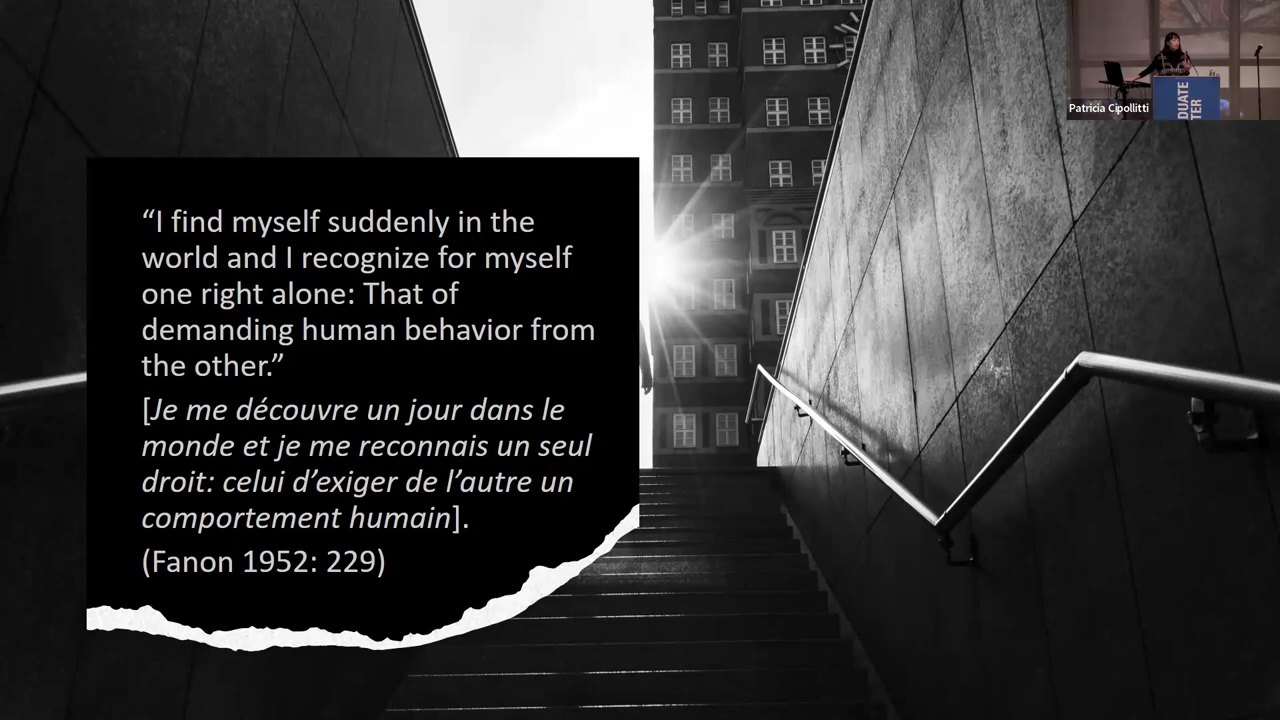 “I find myself suddenly in the
world and I recognize for myself
one right alone: That of
demanding human behavior from
the other.”
[Je me découvre un jour dans le
monde et je me reconnais un seul
droit: celui d’exiger de l’autre un
comportement humain].
(Fanon 1952: 229)
Patricia Cipollitti
DUATE
TER